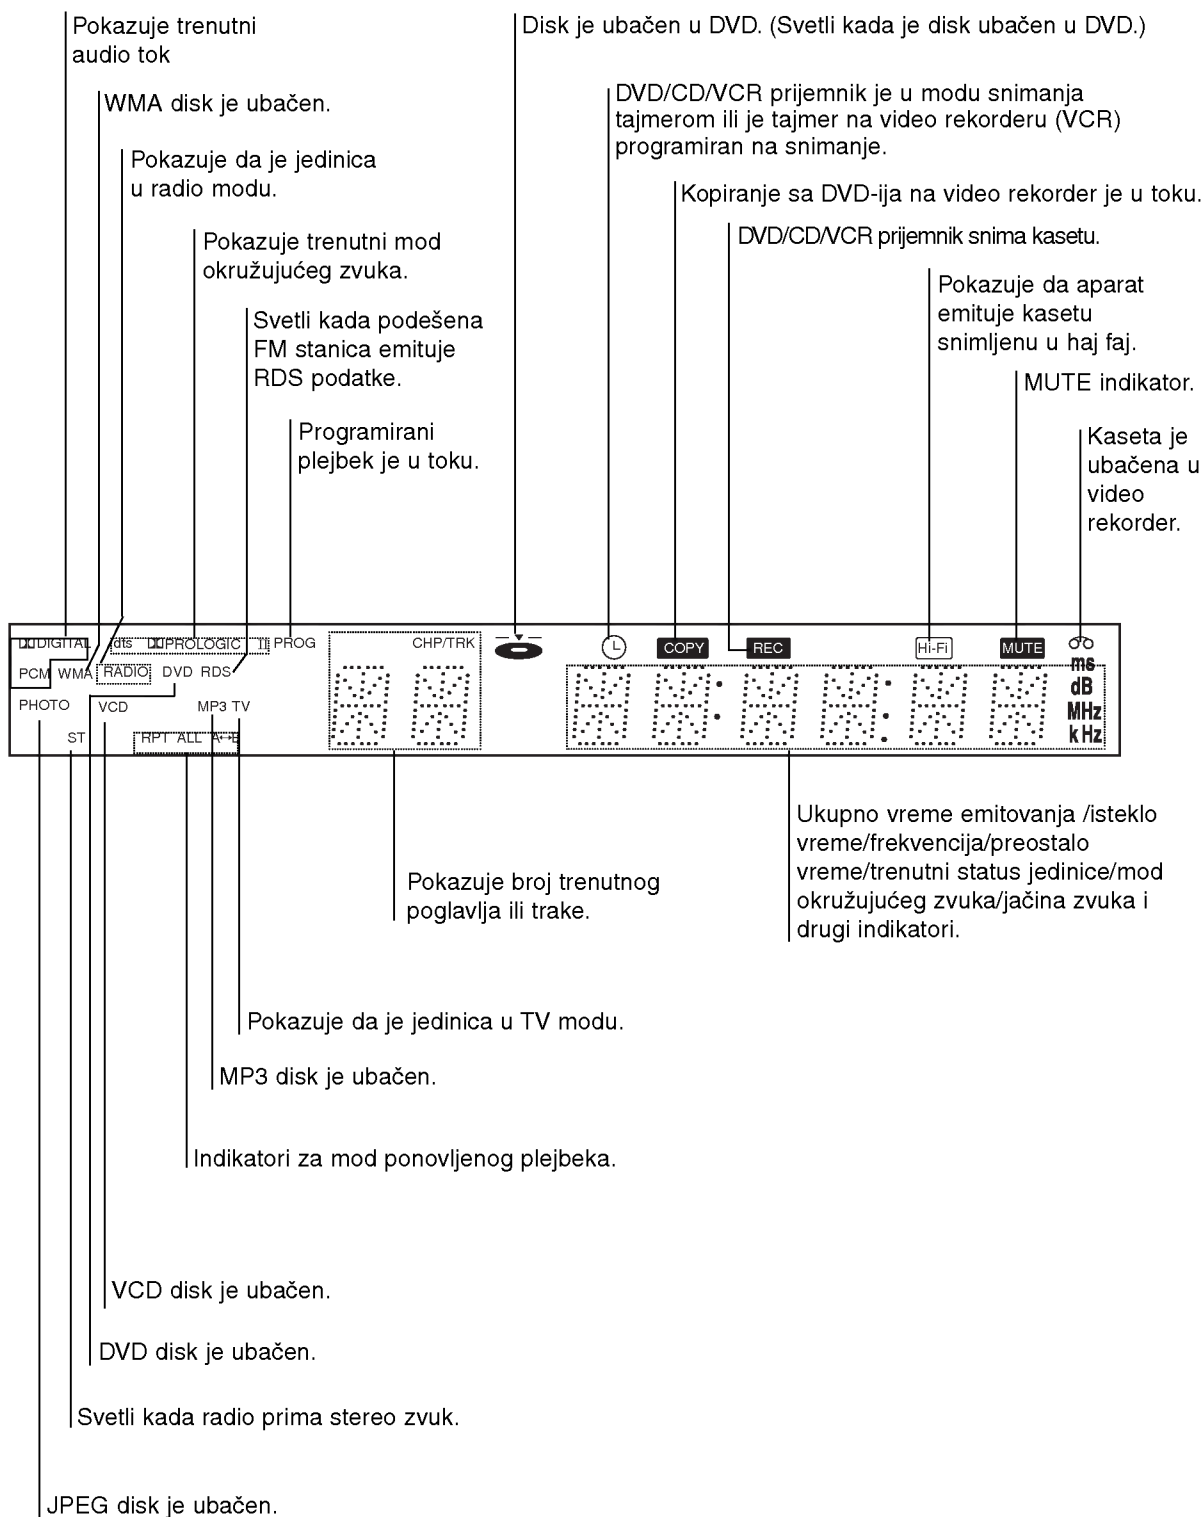 Pokazuje trenutni
audio tok
Disk je ubačen u DVD. (Svetli kada je disk ubačen u DVD.)
WMA disk je ubačen.
DVD/CD/VCR prijemnik je u modu snimanja
tajmerom ili je tajmer na video rekorderu (VCR)
programiran na snimanje.
Pokazuje da je jedinica
u radio modu.
Kopiranje sa DVD-ija na video rekorder je u toku.
Pokazuje trenutni mod
okružujućeg zvuka.
DVD/CD/VCR prijemnik snima kasetu.
Pokazuje da aparat
emituje kasetu
snimljenu u haj faj.
Svetli kada podešena
FM stanica emituje
RDS podatke.
MUTE indikator.
Programirani
plejbek je u toku.
Kaseta je
ubačena u
video
rekorder.
DIGITAL dts PROLOGIC II PROG CHP/TRK COPY REC Hi-Fi MUTE
PCM WMA RADIO DVD RDS ms
dB
PHOTO VCD MP3 TV MHz
ST RPT ALL A↔B kHz
Ukupno vreme emitovanja /isteklo
vreme/frekvencija/preostalo
vreme/trenutni status jedinice/mod
okružujućeg zvuka/jačina zvuka i
drugi indikatori.
Pokazuje broj trenutnog
poglavlja ili trake.
Pokazuje da je jedinica u TV modu.
MP3 disk je ubačen.
Indikatori za mod ponovljenog plejbeka.
VCD disk je ubačen.
DVD disk je ubačen.
Svetli kada radio prima stereo zvuk.
JPEG disk je ubačen.